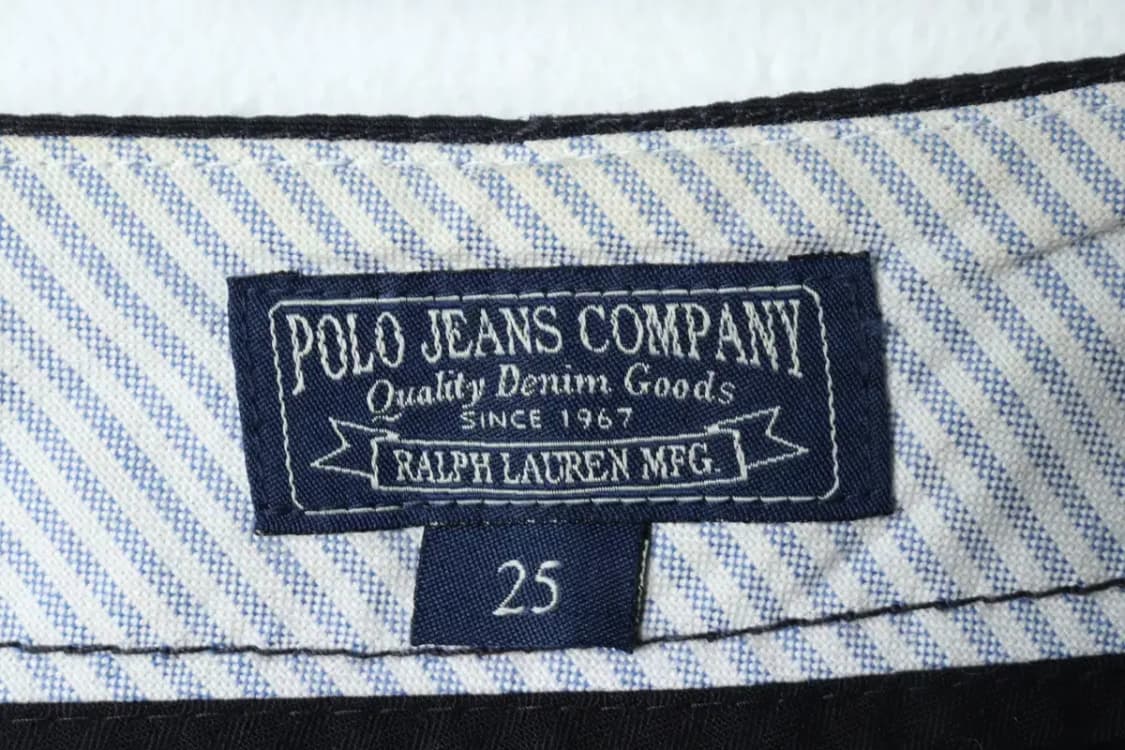 POLO JEANS COMPANY
Quality Denim Goods
SINCE 1967
RALPH LAUREN MFG.
25